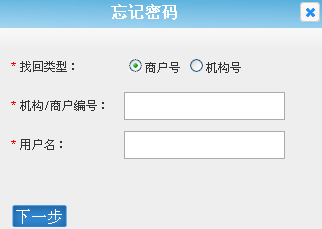 忘记密码
* 找回类型： 商户号 机构号
* 机构/商户编号：
* 用户名：
下一步